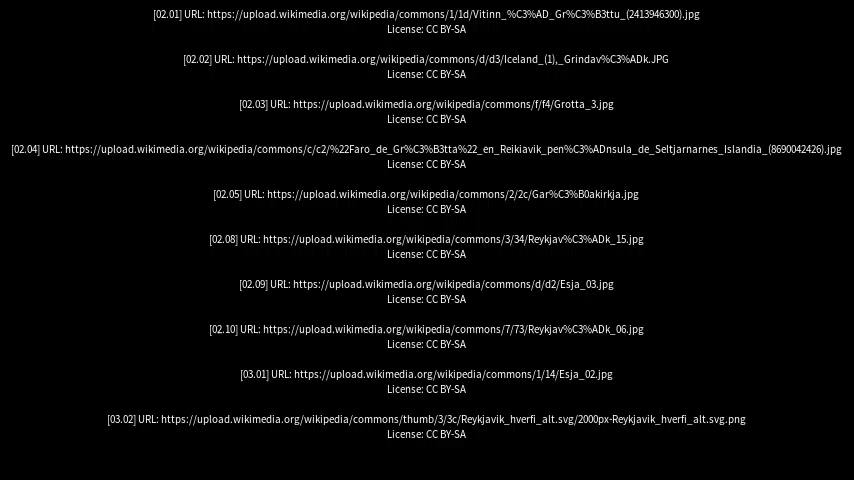 [02.01] URL: https://upload.wikimedia.org/wikipedia/commons/1/1d/Vitinn_%C3%AD_Gr%C3%B3ttu_(2413946300).jpg
License: CC BY-SA
[02.02] URL: https://upload.wikimedia.org/wikipedia/commons/d/d3/Iceland_(1),_Grindav%C3%ADk.JPG
License: CC BY-SA
[02.03] URL: https://upload.wikimedia.org/wikipedia/commons/f/f4/Grotta_3.jpg
License: CC BY-SA
[02.04] URL: https://upload.wikimedia.org/wikipedia/commons/c/c2/%22Faro_de_Gr%C3%B3tta%22_en_Reikiavik_pen%C3%ADnsula_de_Seltjarnarnes_Islandia_(8690042426).jpg
License: CC BY-SA
[02.05] URL: https://upload.wikimedia.org/wikipedia/commons/2/2c/Gar%C3%B0akirkja.jpg
License: CC BY-SA
[02.08] URL: https://upload.wikimedia.org/wikipedia/commons/3/34/Reykjav%C3%ADk_15.jpg
License: CC BY-SA
[02.09] URL: https://upload.wikimedia.org/wikipedia/commons/d/d2/Esja_03.jpg
License: CC BY-SA
[02.10] URL: https://upload.wikimedia.org/wikipedia/commons/7/73/Reykjav%C3%ADk_06.jpg
License: CC BY-SA
[03.01] URL: https://upload.wikimedia.org/wikipedia/commons/1/14/Esja_02.jpg
License: CC BY-SA
[03.02] URL: https://upload.wikimedia.org/wikipedia/commons/thumb/3/3c/Reykjavik_hverfi_alt.svg/2000px-Reykjavik_hverfi_alt.svg.png
License: CC BY-SA